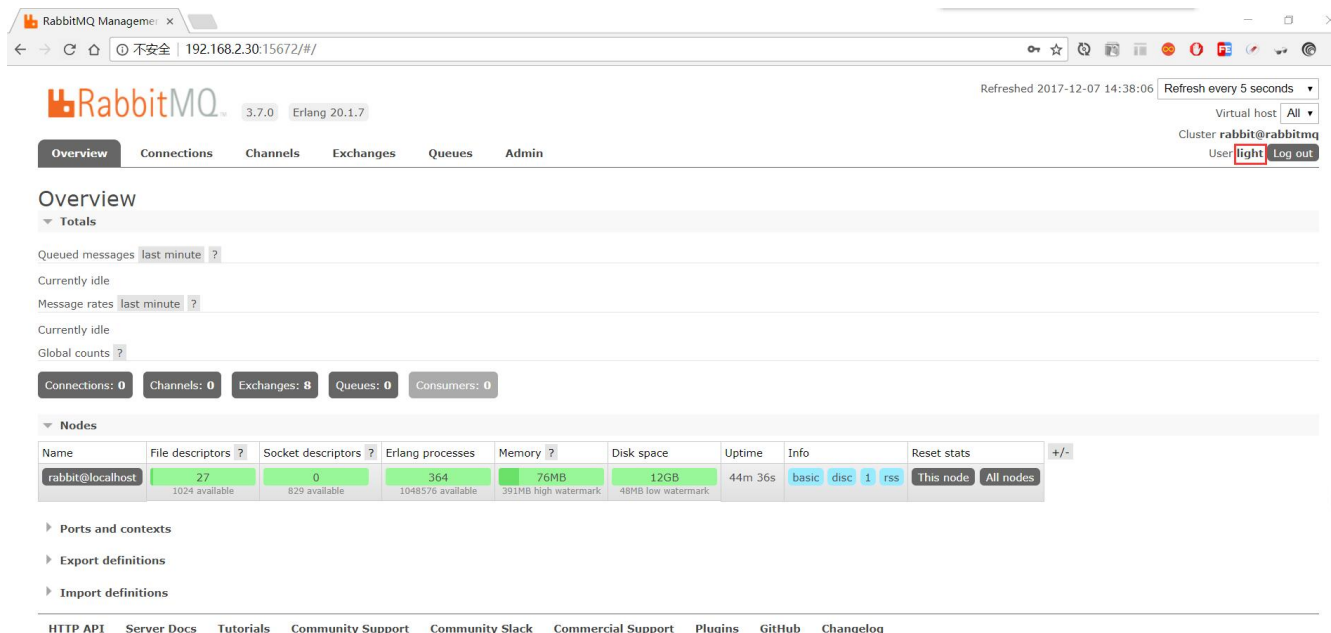 RabbitMQ Managemer ×
不安全 | 192.168.2.30:15672/#/
RabbitMQ 3.7.0 Erlang 20.1.7
Refreshed 2017-12-07 14:38:06 Refresh every 5 seconds
Virtual host All
Cluster rabbit@rabbitmq
User light Log out
Overview Connections Channels Exchanges Queues Admin
Overview
Totals
Queued messages last minute ?
Currently idle
Message rates last minute ?
Currently idle
Global counts ?
Connections: 0 Channels: 0 Exchanges: 8 Queues: 0 Consumers: 0
Nodes
Name File descriptors ? Socket descriptors ? Erlang processes Memory ? Disk space Uptime Info Reset stats +/-
rabbit@localhost 27 0 364 76MB 12GB 44m 36s basic disc 1 rss This node All nodes
1024 available 829 available 1048576 available 391MB high watermark 48MB low watermark
Ports and contexts
Export definitions
Import definitions
HTTP API Server Docs Tutorials Community Support Community Slack Commercial Support Plugins GitHub Changelog